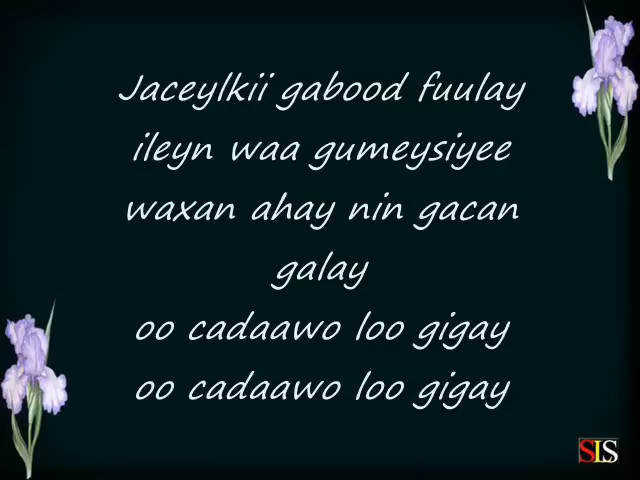 Jaceylkii gabood fuulay
ileyn waa gumeysiyee
waxan ahay nin gacan
galay
oo cadaawo loo gigay
oo cadaawo loo gigay
SLS